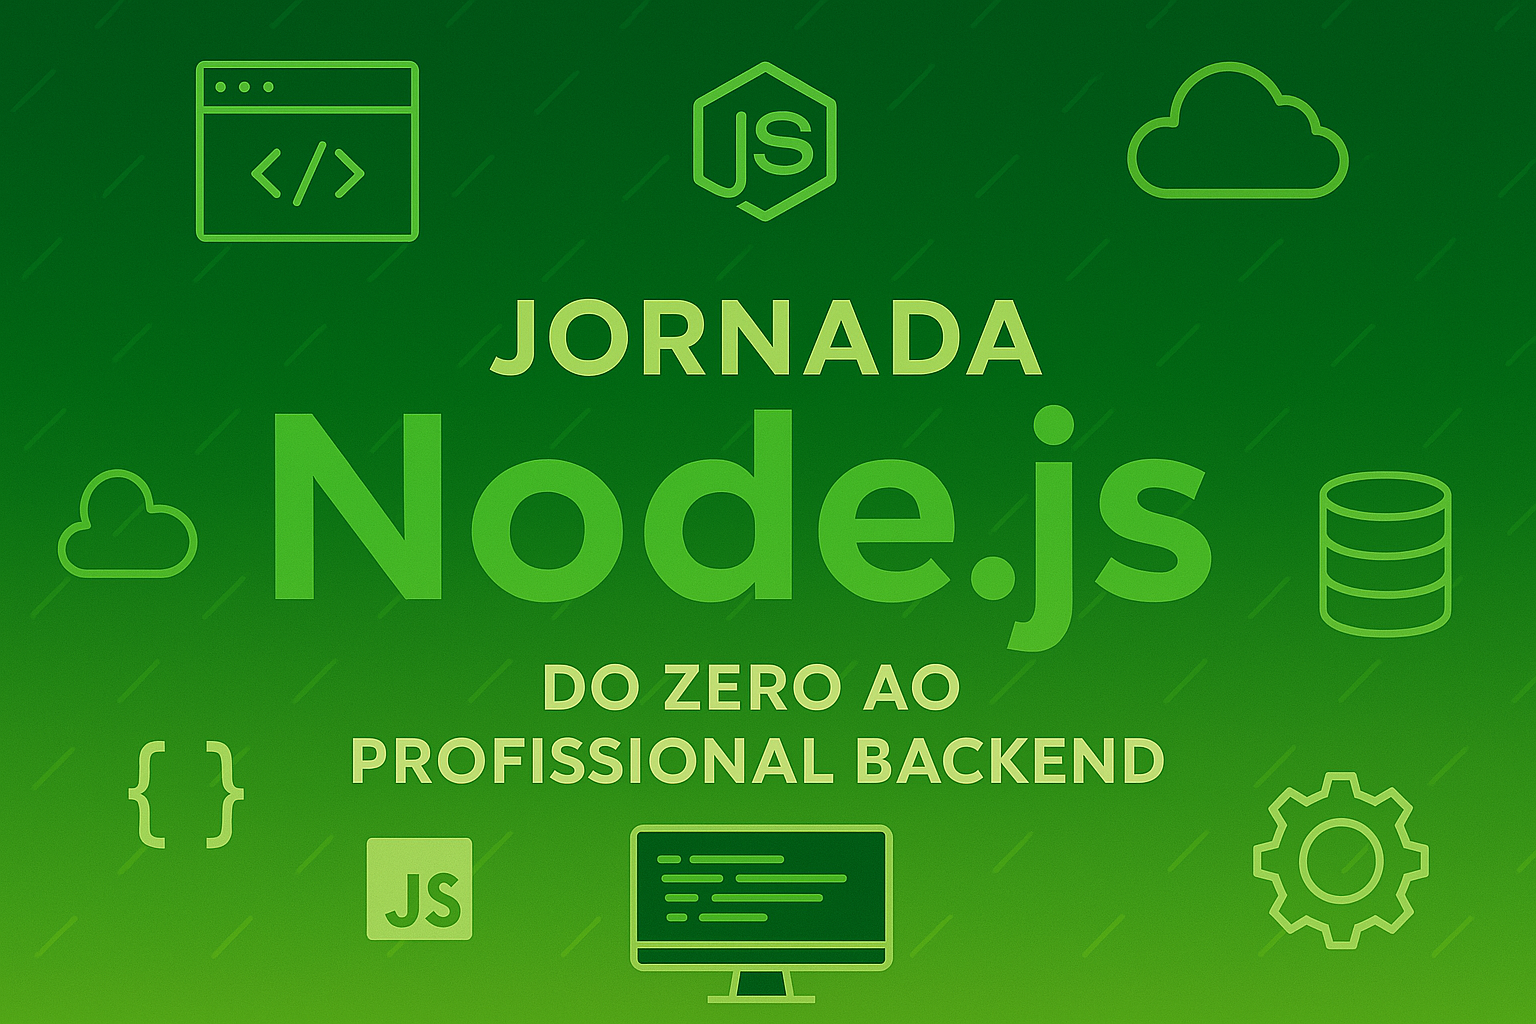 </>
JS
JORNADA
Node.js
DO ZERO AO
PROFISSIONAL BACKEND
{ }
JS